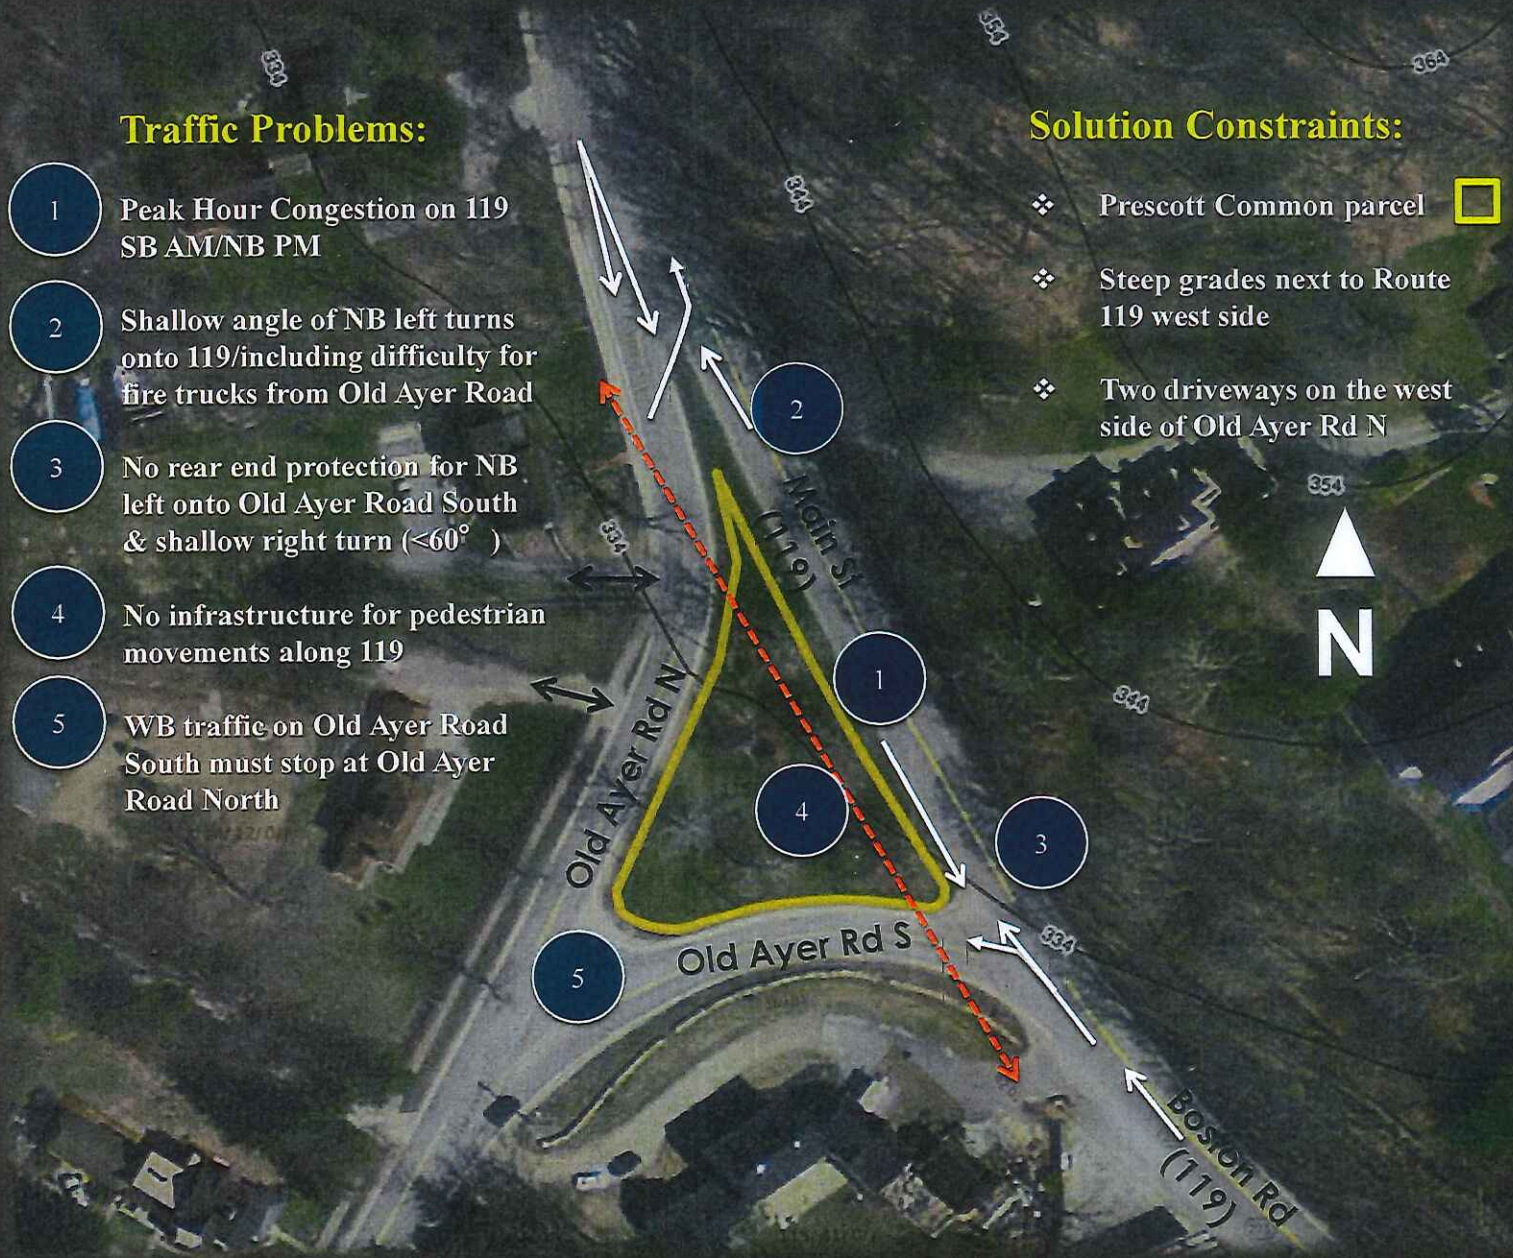 Traffic Problems:
1
Peak Hour Congestion on 119
SB AM/NB PM
2
Shallow angle of NB left turns
onto 119/including difficulty for
fire trucks from Old Ayer Road
3
No rear end protection for NB
left onto Old Ayer Road South
& shallow right turn (<60° )
4
No infrastructure for pedestrian
movements along 119
5
WB traffic on Old Ayer Road
South must stop at Old Ayer
Road North
Solution Constraints:
❖ Prescott Common parcel
❖ Steep grades next to Route
119 west side
❖ Two driveways on the west
side of Old Ayer Rd N
N
334
354
364
344
2
354
334
Main St
(119)
1
344
Old Ayer Rd N
4
3
334
Old Ayer Rd S
5
Boston Rd
(119)